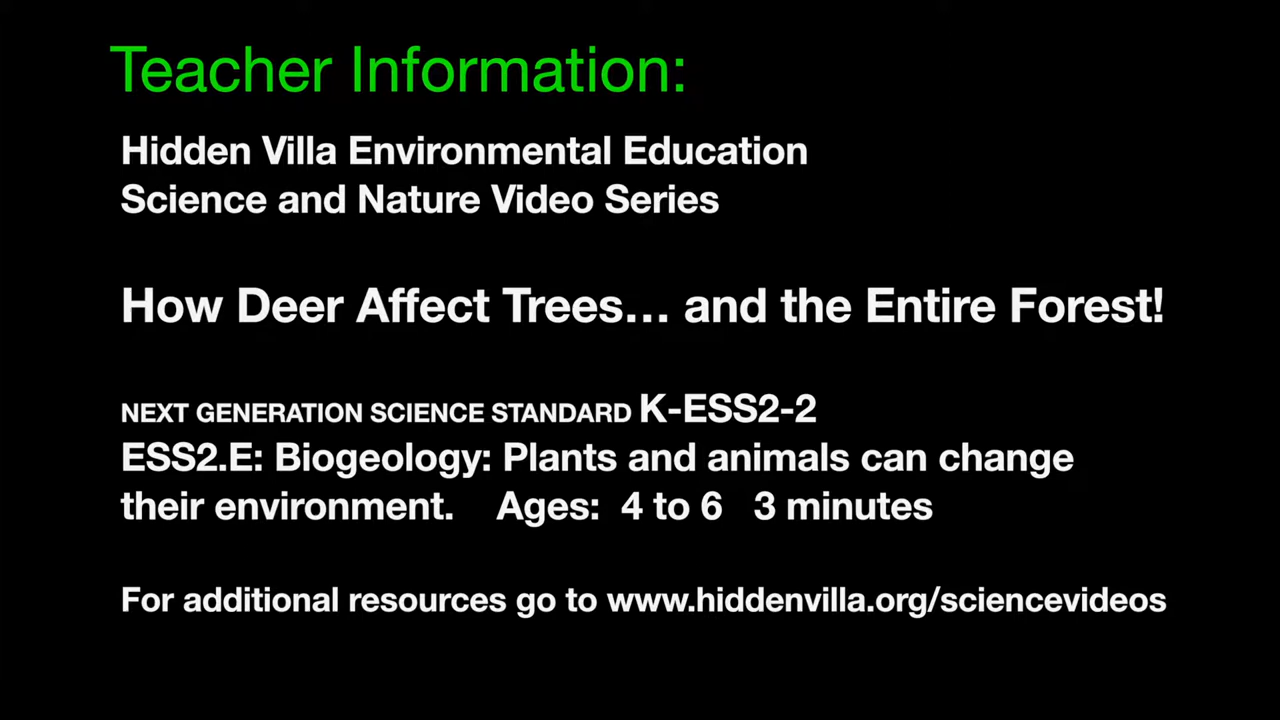 Teacher Information:
Hidden Villa Environmental Education
Science and Nature Video Series
How Deer Affect Trees... and the Entire Forest!
NEXT GENERATION SCIENCE STANDARD K-ESS2-2
ESS2.E: Biogeology: Plants and animals can change
their environment. Ages: 4 to 6 3 minutes
For additional resources go to www.hiddenvilla.org/sciencevideos